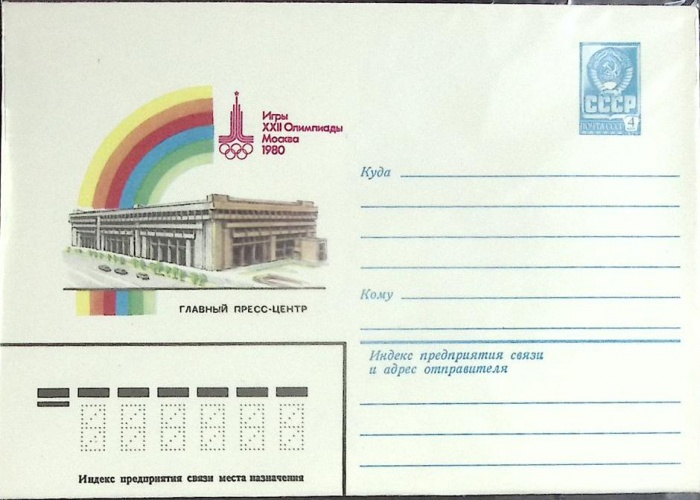 Игры
XXII Олимпиады
Москва
1980
ГЛАВНЫЙ ПРЕСС-ЦЕНТР
СССР
ПОЧТА СССР 4
Куда
Кому
Индекс предприятия связи
и адрес отправителя
Индекс предприятия связи места назначения